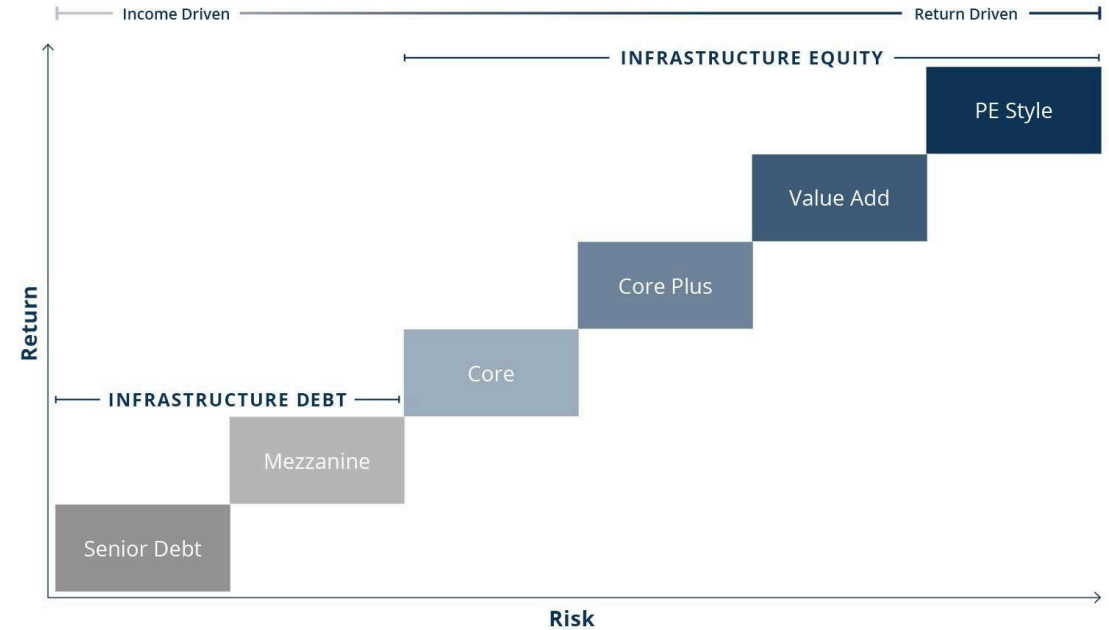 Income Driven
Return Driven
INFRASTRUCTURE EQUITY
PE Style
Value Add
Core Plus
Return
Core
INFRASTRUCTURE DEBT
Mezzanine
Senior Debt
Risk